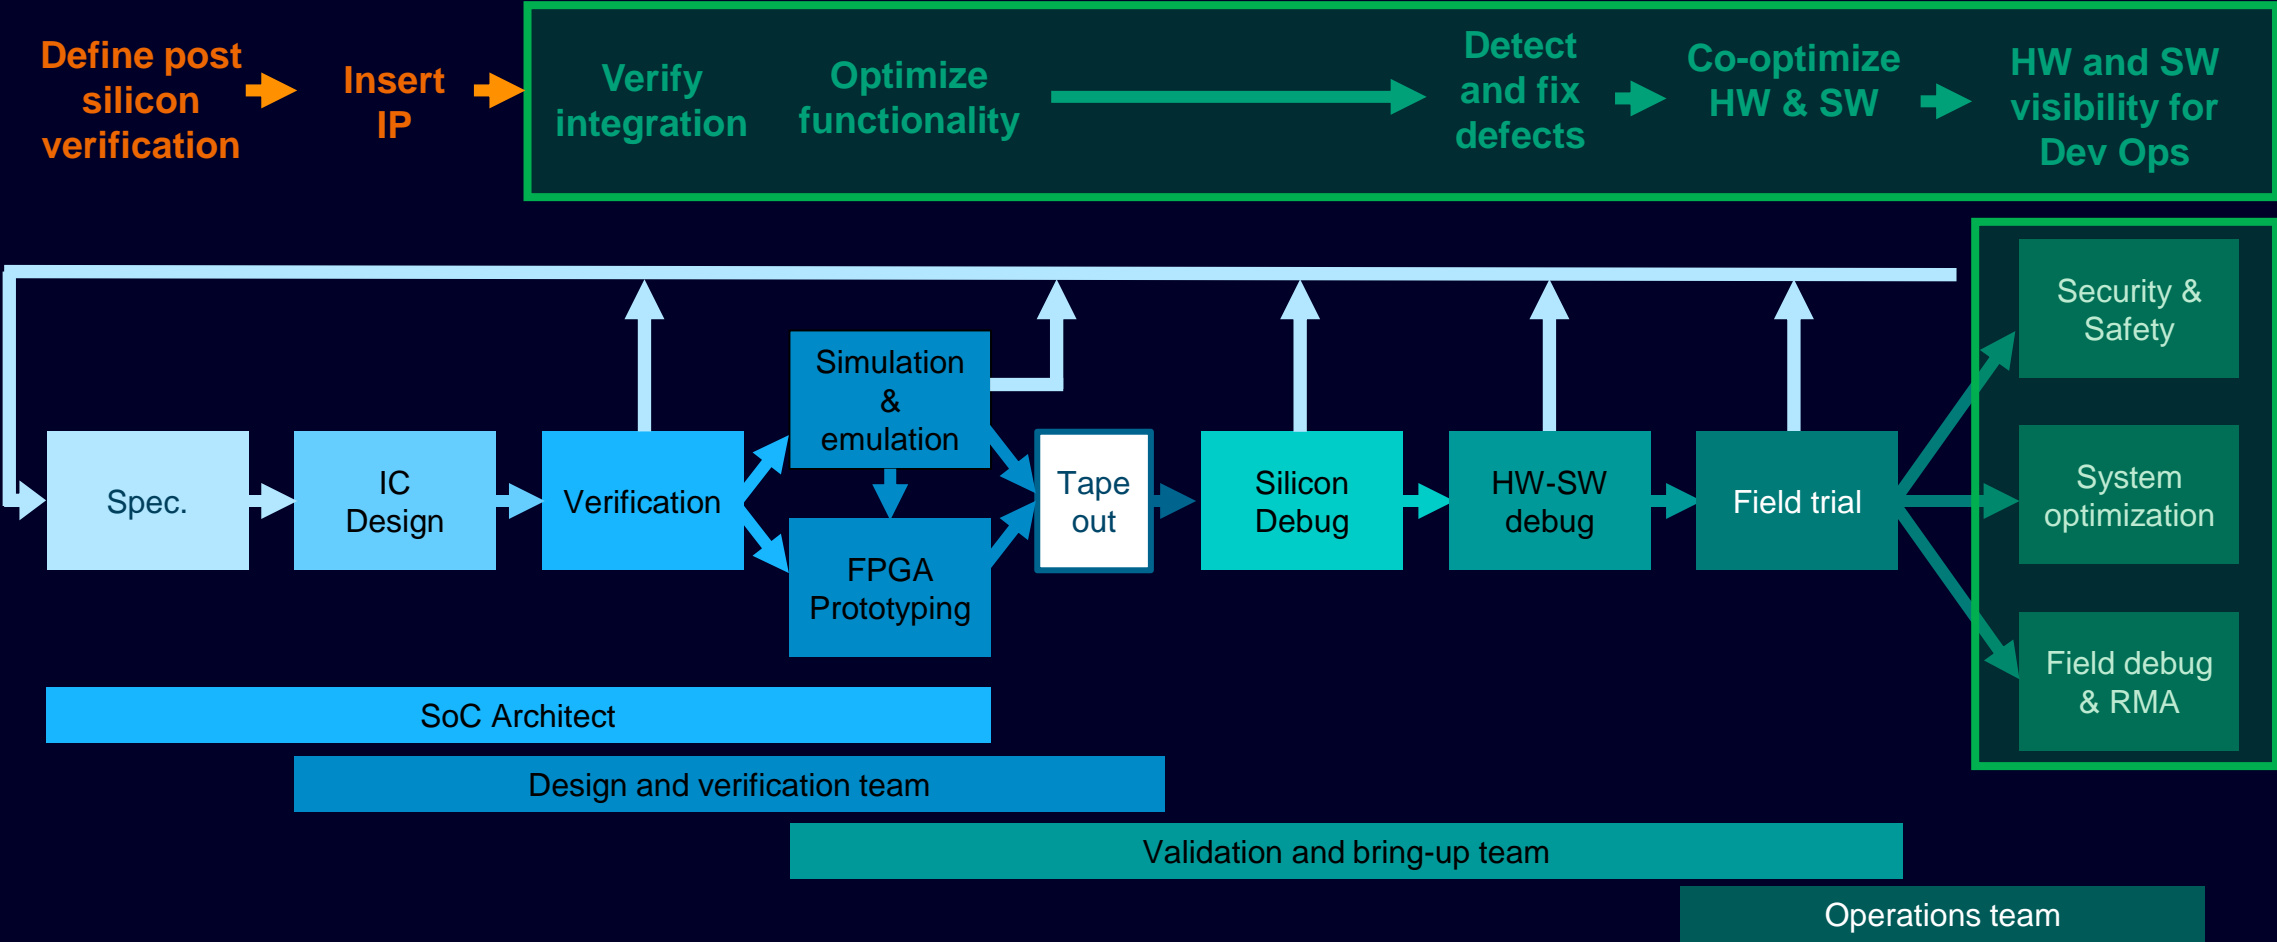 Define post
silicon
verification
Insert
IP
Verify
integration
Optimize
functionality
Detect
and fix
defects
Co-optimize
HW & SW
HW and SW
visibility for
Dev Ops
Spec.
IC
Design
Verification
Simulation
&
emulation
FPGA
Prototyping
Tape
out
Silicon
Debug
HW-SW
debug
Field trial
Security &
Safety
System
optimization
Field debug
& RMA
SoC Architect
Design and verification team
Validation and bring-up team
Operations team